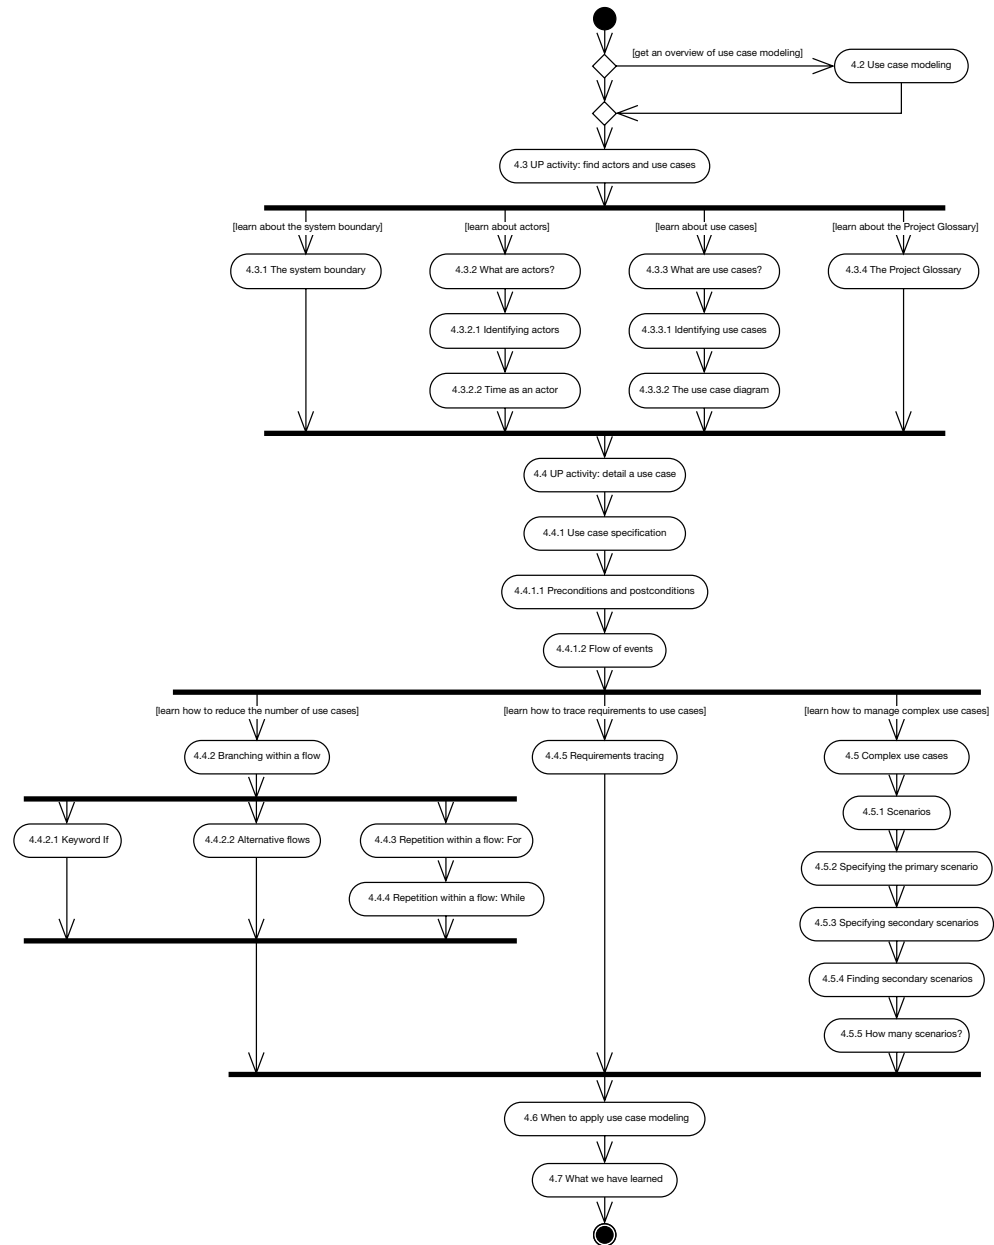 [get an overview of use case modeling]
4.2 Use case modeling
4.3 UP activity: find actors and use cases
[learn about the system boundary]
[learn about actors]
[learn about use cases]
[learn about the Project Glossary]
4.3.1 The system boundary
4.3.2 What are actors?
4.3.3 What are use cases?
4.3.4 The Project Glossary
4.3.2.1 Identifying actors
4.3.3.1 Identifying use cases
4.3.2.2 Time as an actor
4.3.3.2 The use case diagram
4.4 UP activity: detail a use case
4.4.1 Use case specification
4.4.1.1 Preconditions and postconditions
4.4.1.2 Flow of events
[learn how to reduce the number of use cases]
[learn how to trace requirements to use cases]
[learn how to manage complex use cases]
4.4.2 Branching within a flow
4.4.5 Requirements tracing
4.5 Complex use cases
4.5.1 Scenarios
4.4.2.1 Keyword If
4.4.2.2 Alternative flows
4.4.3 Repetition within a flow: For
4.5.2 Specifying the primary scenario
4.4.4 Repetition within a flow: While
4.5.3 Specifying secondary scenarios
4.5.4 Finding secondary scenarios
4.5.5 How many scenarios?
4.6 When to apply use case modeling
4.7 What we have learned